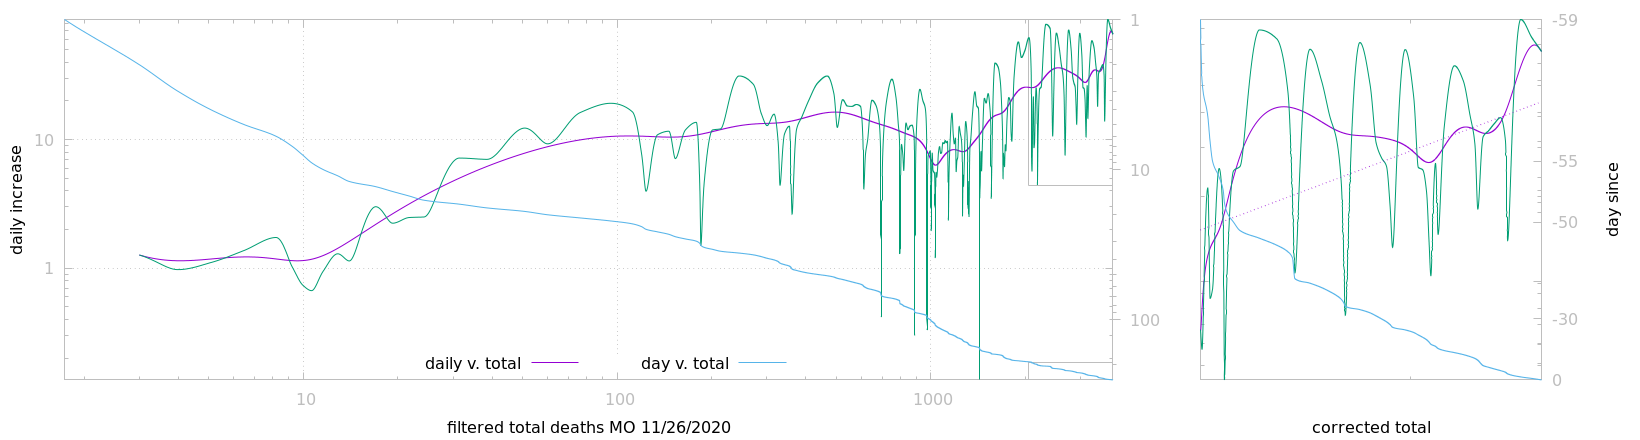 daily increase
10
1
daily v. total
day v. total
10
100
1000
1
10
100
filtered total deaths MO 11/26/2020
-59
-55
-50
-30
0
day since
corrected total